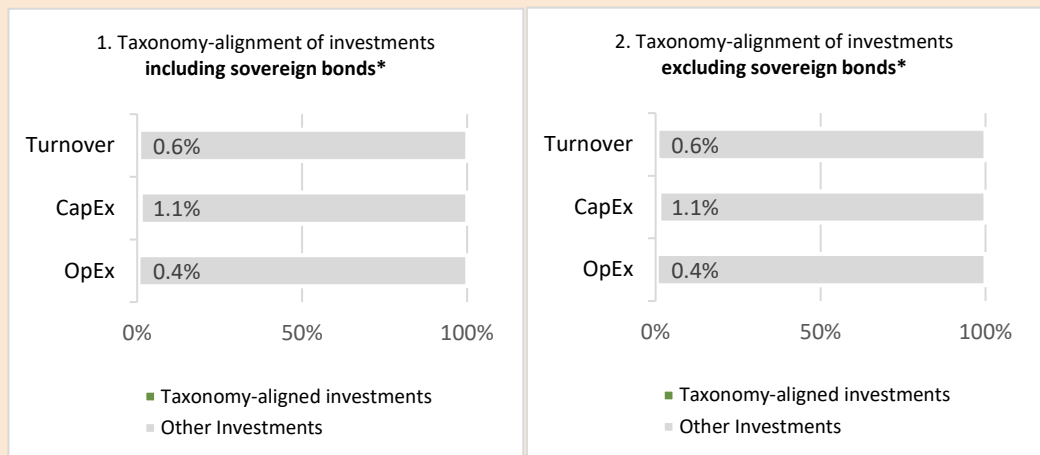 1. Taxonomy-alignment of investments
including sovereign bonds*
Turnover
0.6%
CapEx
1.1%
OpEx
0.4%
0%
50%
100%
Taxonomy-aligned investments
Other Investments
2. Taxonomy-alignment of investments
excluding sovereign bonds*
Turnover
0.6%
CapEx
1.1%
OpEx
0.4%
0%
50%
100%
Taxonomy-aligned investments
Other Investments